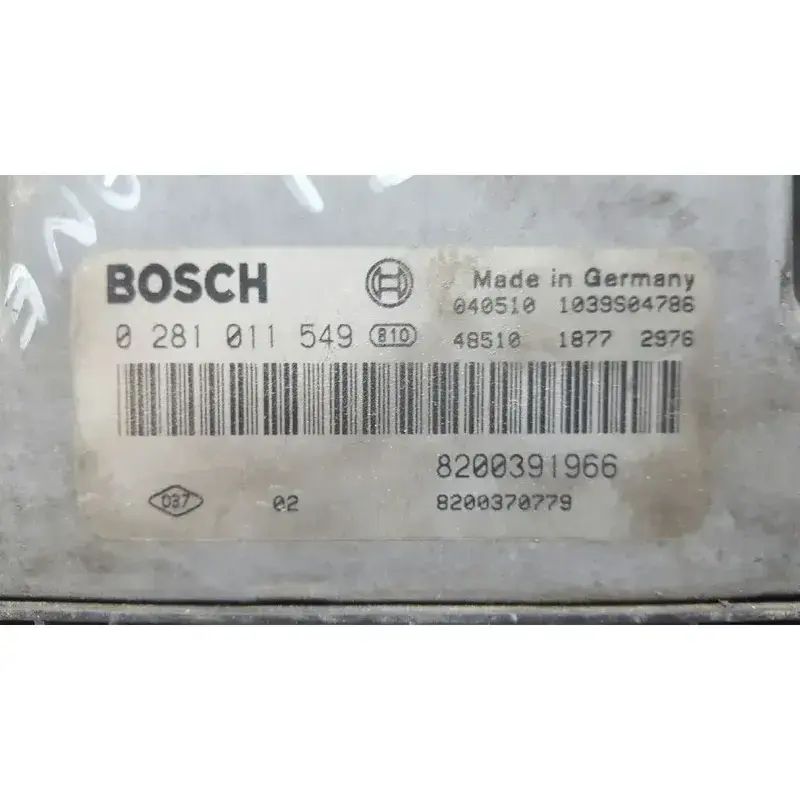 BOSCH
Made in Germany
040510 1039S04786
0 281 011 549 810
48510 1877 2976
8200391966
037 02 8200370779